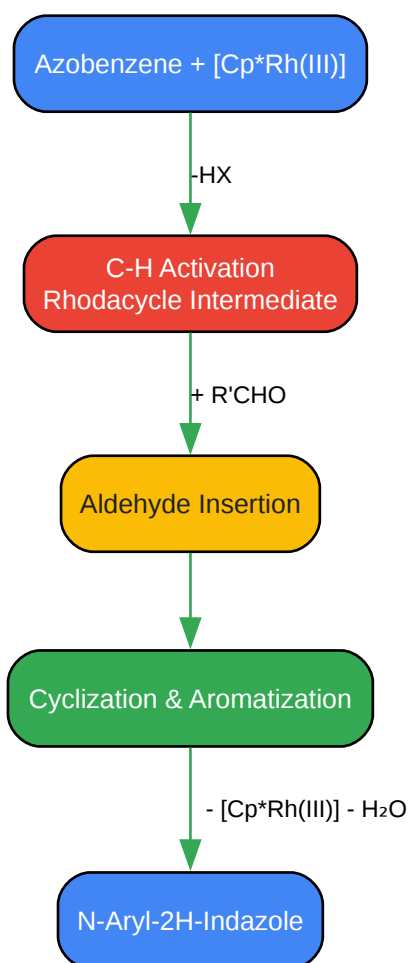 Azobenzene + [Cp*Rh(III)]
-HX
C-H Activation
Rhodacycle Intermediate
+ R'CHO
Aldehyde Insertion
Cyclization & Aromatization
- [Cp*Rh(III)] - H₂O
N-Aryl-2H-Indazole